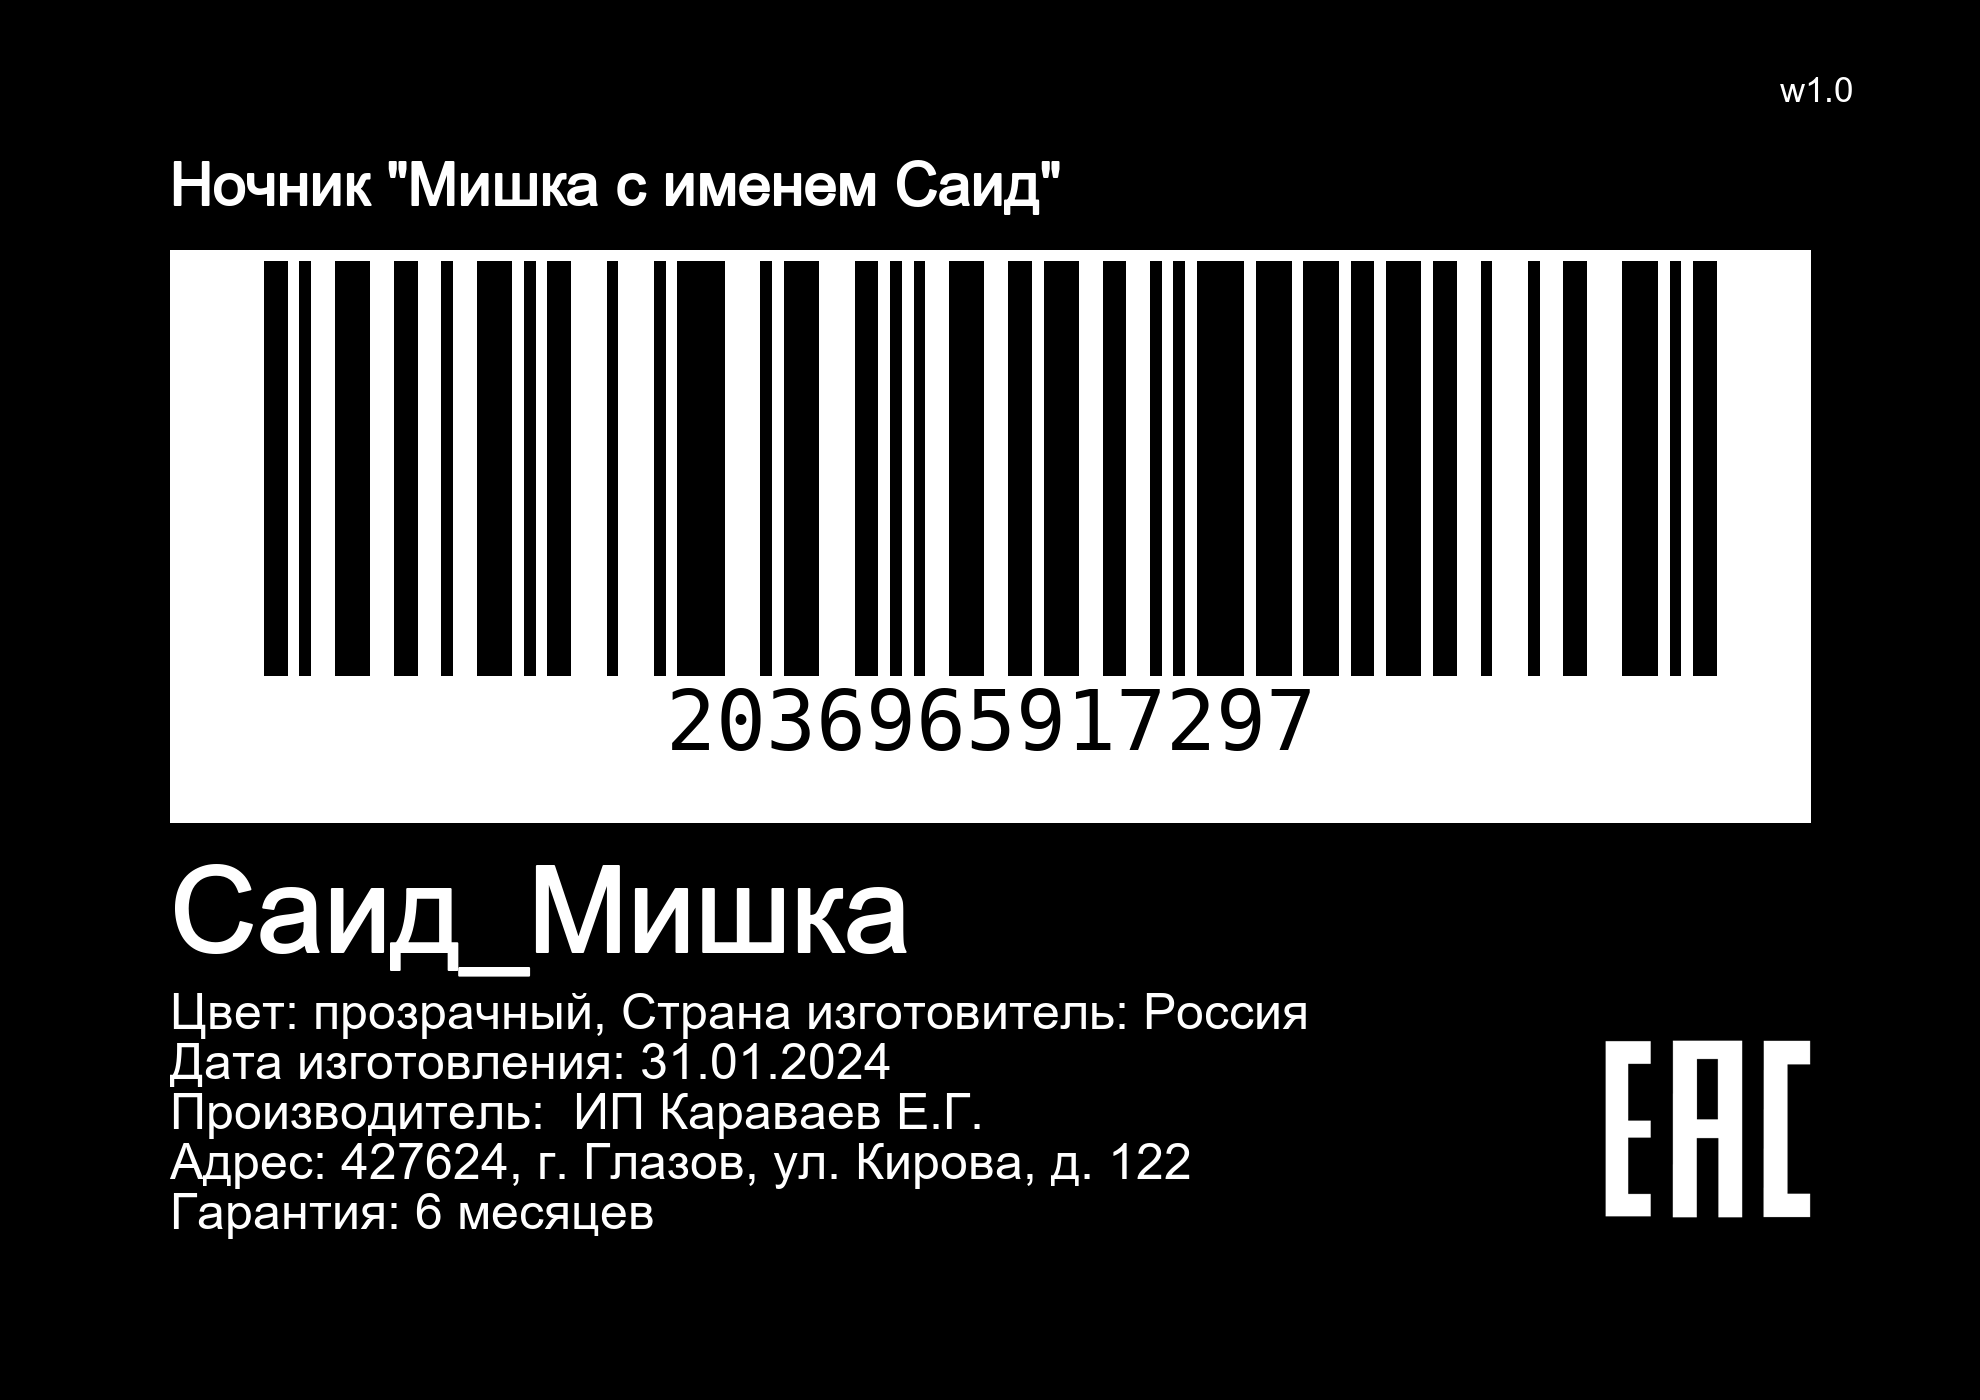 w1.0
Ночник "Мишка с именем Саид"
2036965917297
Саид_Мишка
Цвет: прозрачный, Страна изготовитель: Россия
Дата изготовления: 31.01.2024
Производитель:  ИП Караваев Е.Г.
Адрес: 427624, г. Глазов, ул. Кирова, д. 122
Гарантия: 6 месяцев
EAC